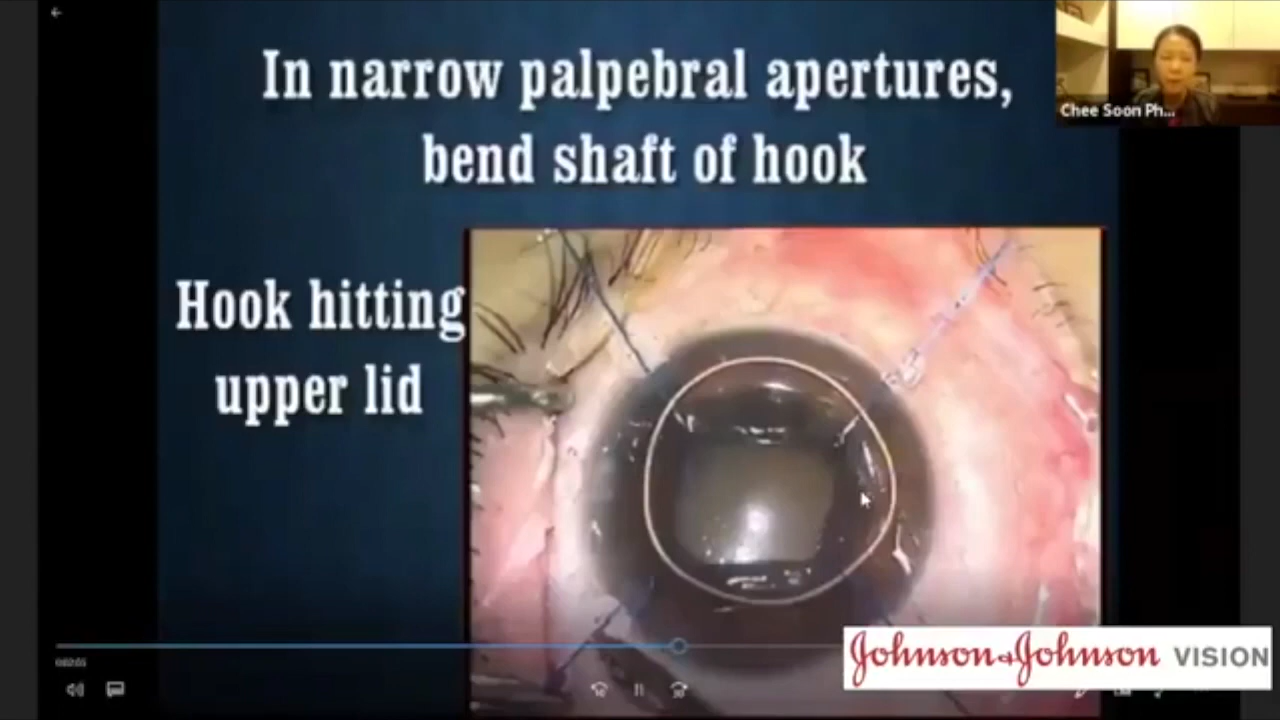 In narrow palpebral apertures,
bend shaft of hook
Chee Soon Ph...
Hook hitting
upper lid
Johnson & Johnson VISION